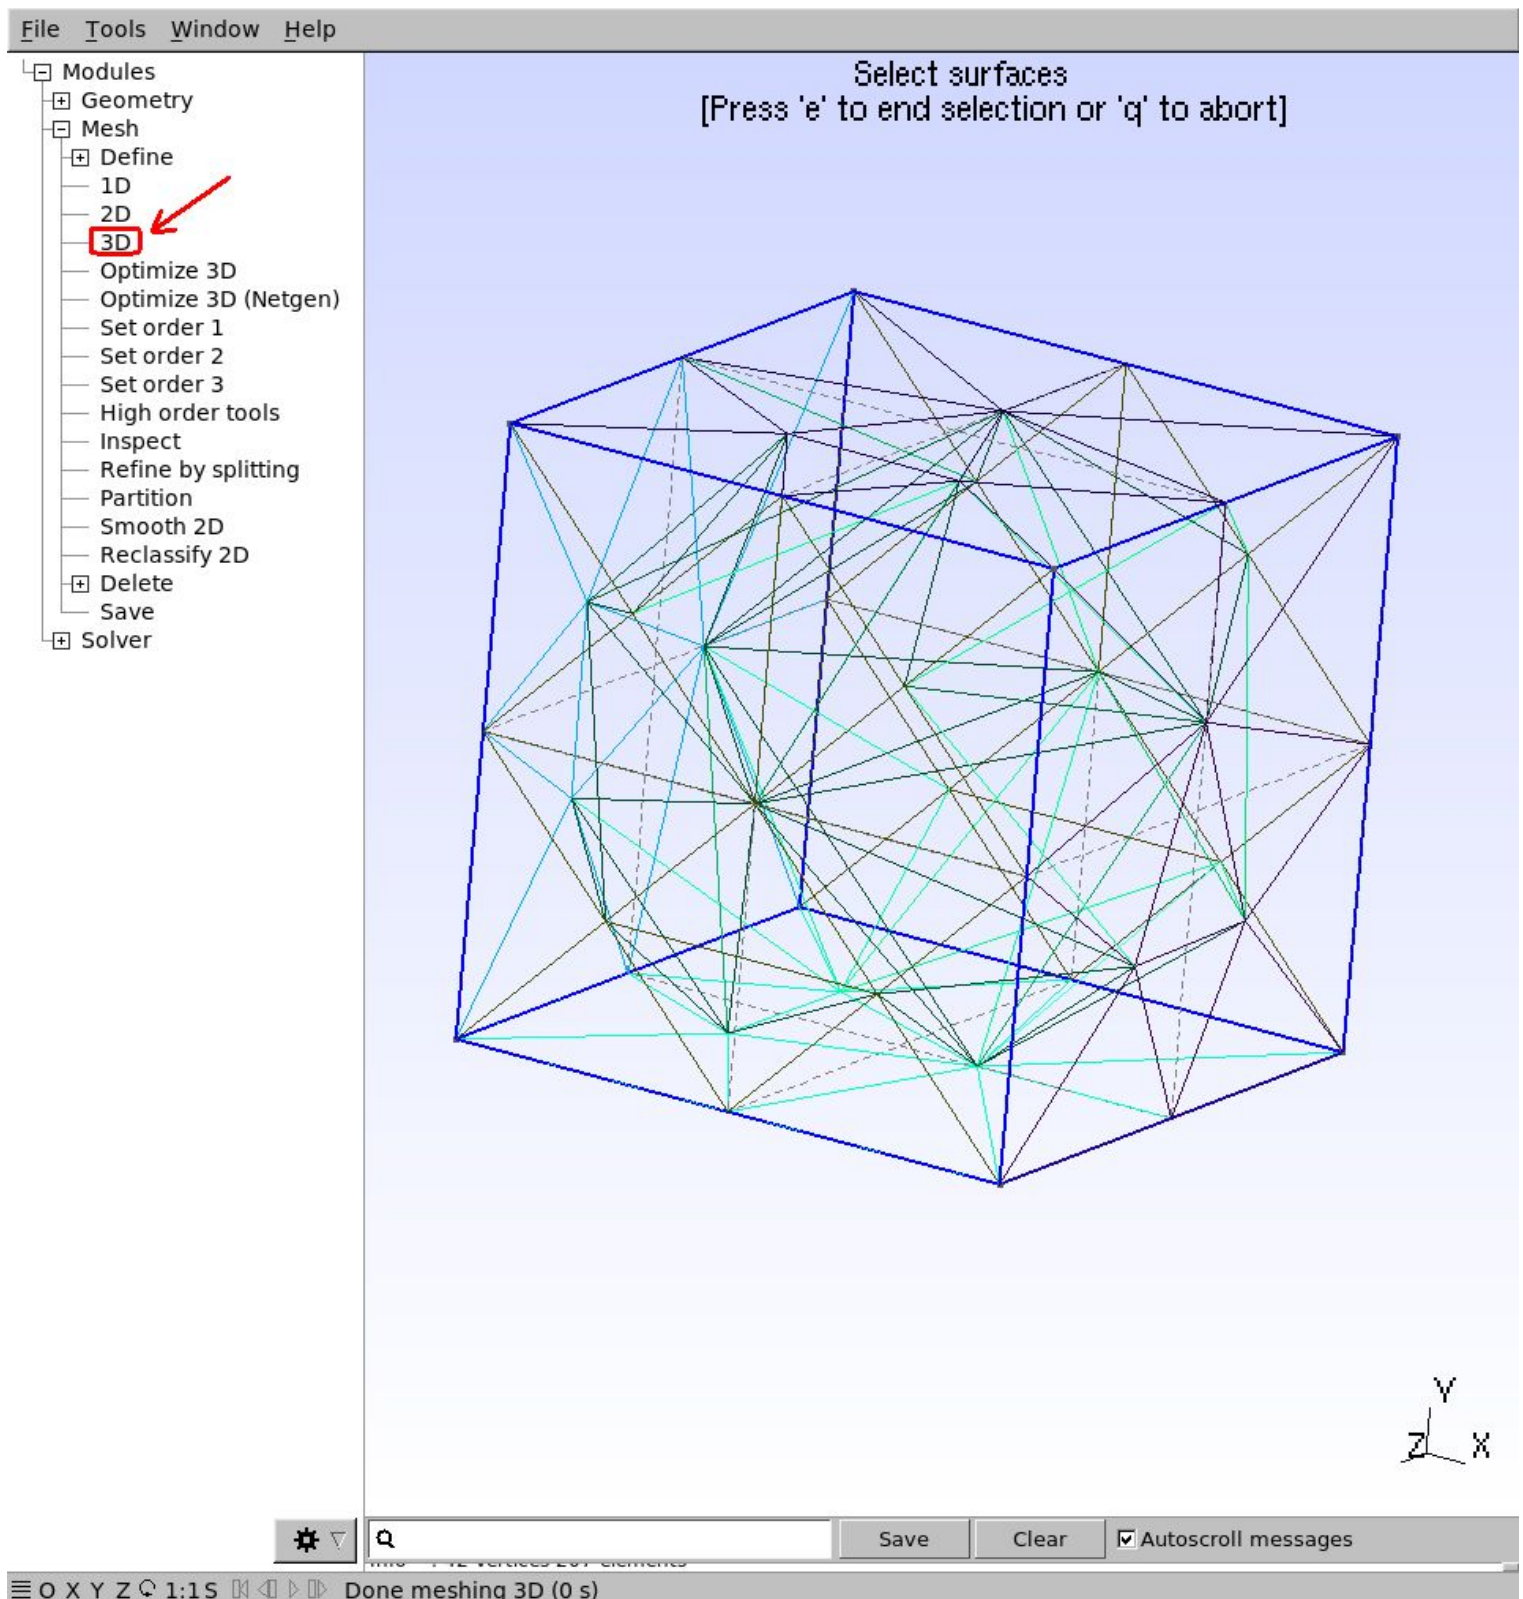 File Tools Window Help
Modules
Geometry
Mesh
Define
1D
2D
3D
Optimize 3D
Optimize 3D (Netgen)
Set order 1
Set order 2
Set order 3
High order tools
Inspect
Refine by splitting
Partition
Smooth 2D
Reclassify 2D
Delete
Save
Solver
Select surfaces
[Press 'e' to end selection or 'q' to abort]
Y
Z X
Save Clear Autoscroll messages
O X Y Z 1:1 S Done meshing 3D (0 s)